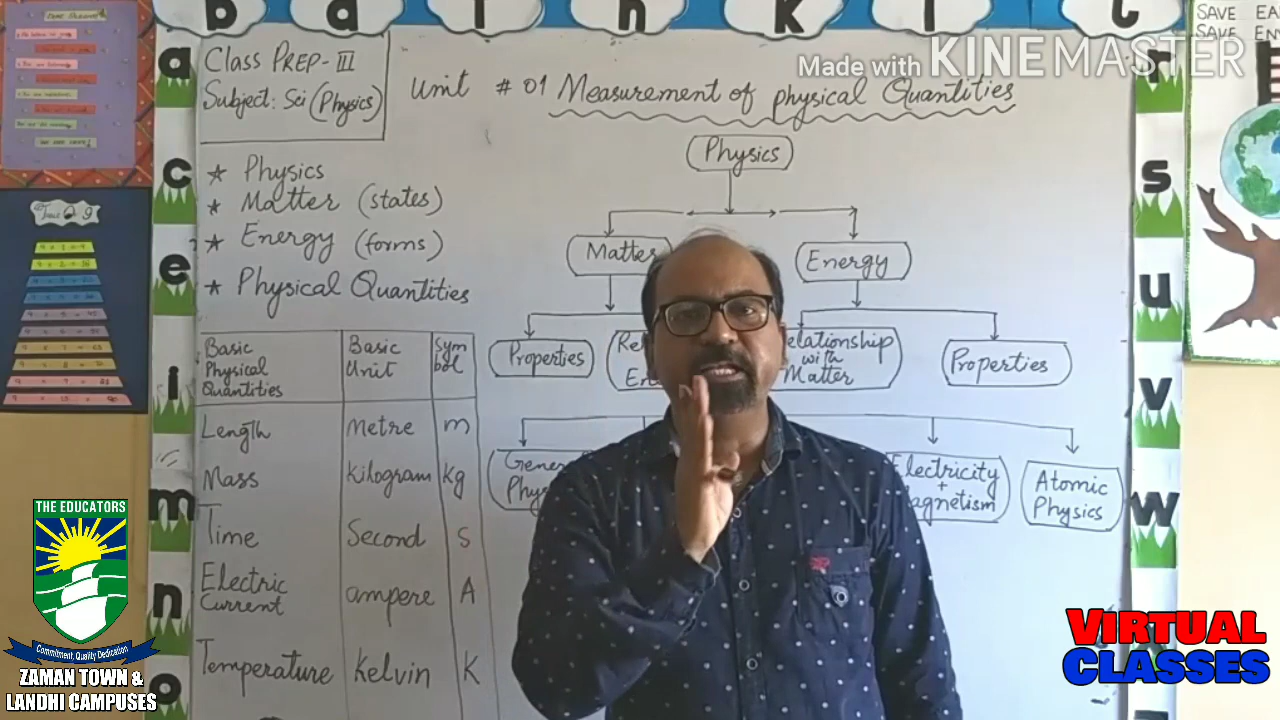 Made with KINEMASTER
SAVE
SAVE
Class PREP-III
Subject: Sci (Physics)
Unit # 01 Measurement of physical Quantities
★ Physics
★ Matter (states)
★ Energy (forms)
★ Physical Quantities
Physics
Matter
Energy
Properties
Relationship
with
Matter
Properties
Electricity
+
Atomic
Physics
Basic
Physical
Quantities
Basic
Unit
Sym
bol
Length
Metre
m
Mass
Kilogram
kg
Time
Second
s
Electric
Current
ampere
A
Temperature
Kelvin
K
a
c
e
i
m
n
o
r
s
u
v
w
THE EDUCATORS
Commitment, Quality, Dedication
ZAMAN TOWN &
LANDHI CAMPUSES
VIRTUAL
CLASSES